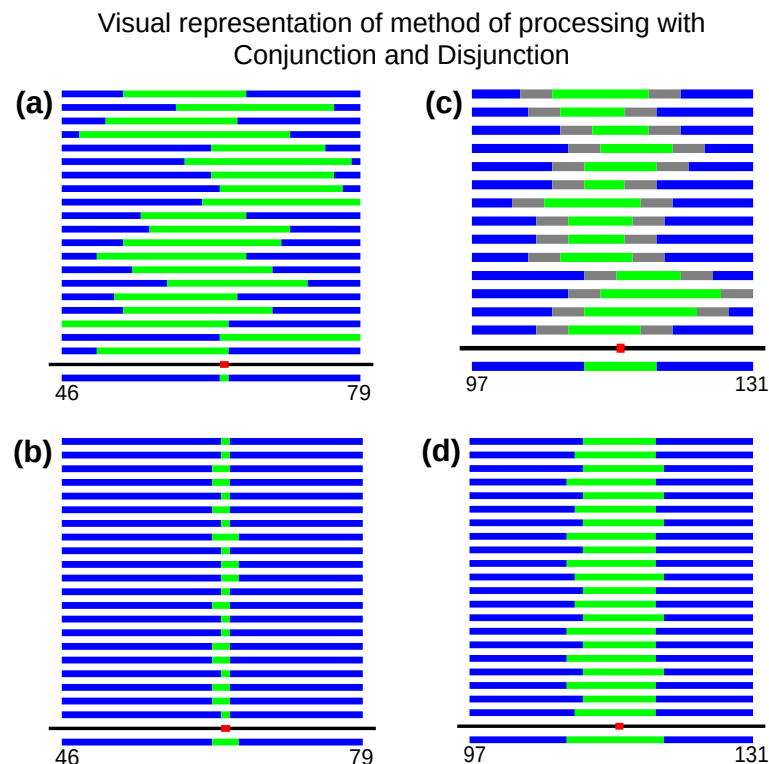 Visual representation of method of processing with
Conjunction and Disjunction
(a)
46
79
(c)
97
131
(b)
46
79
(d)
97
131